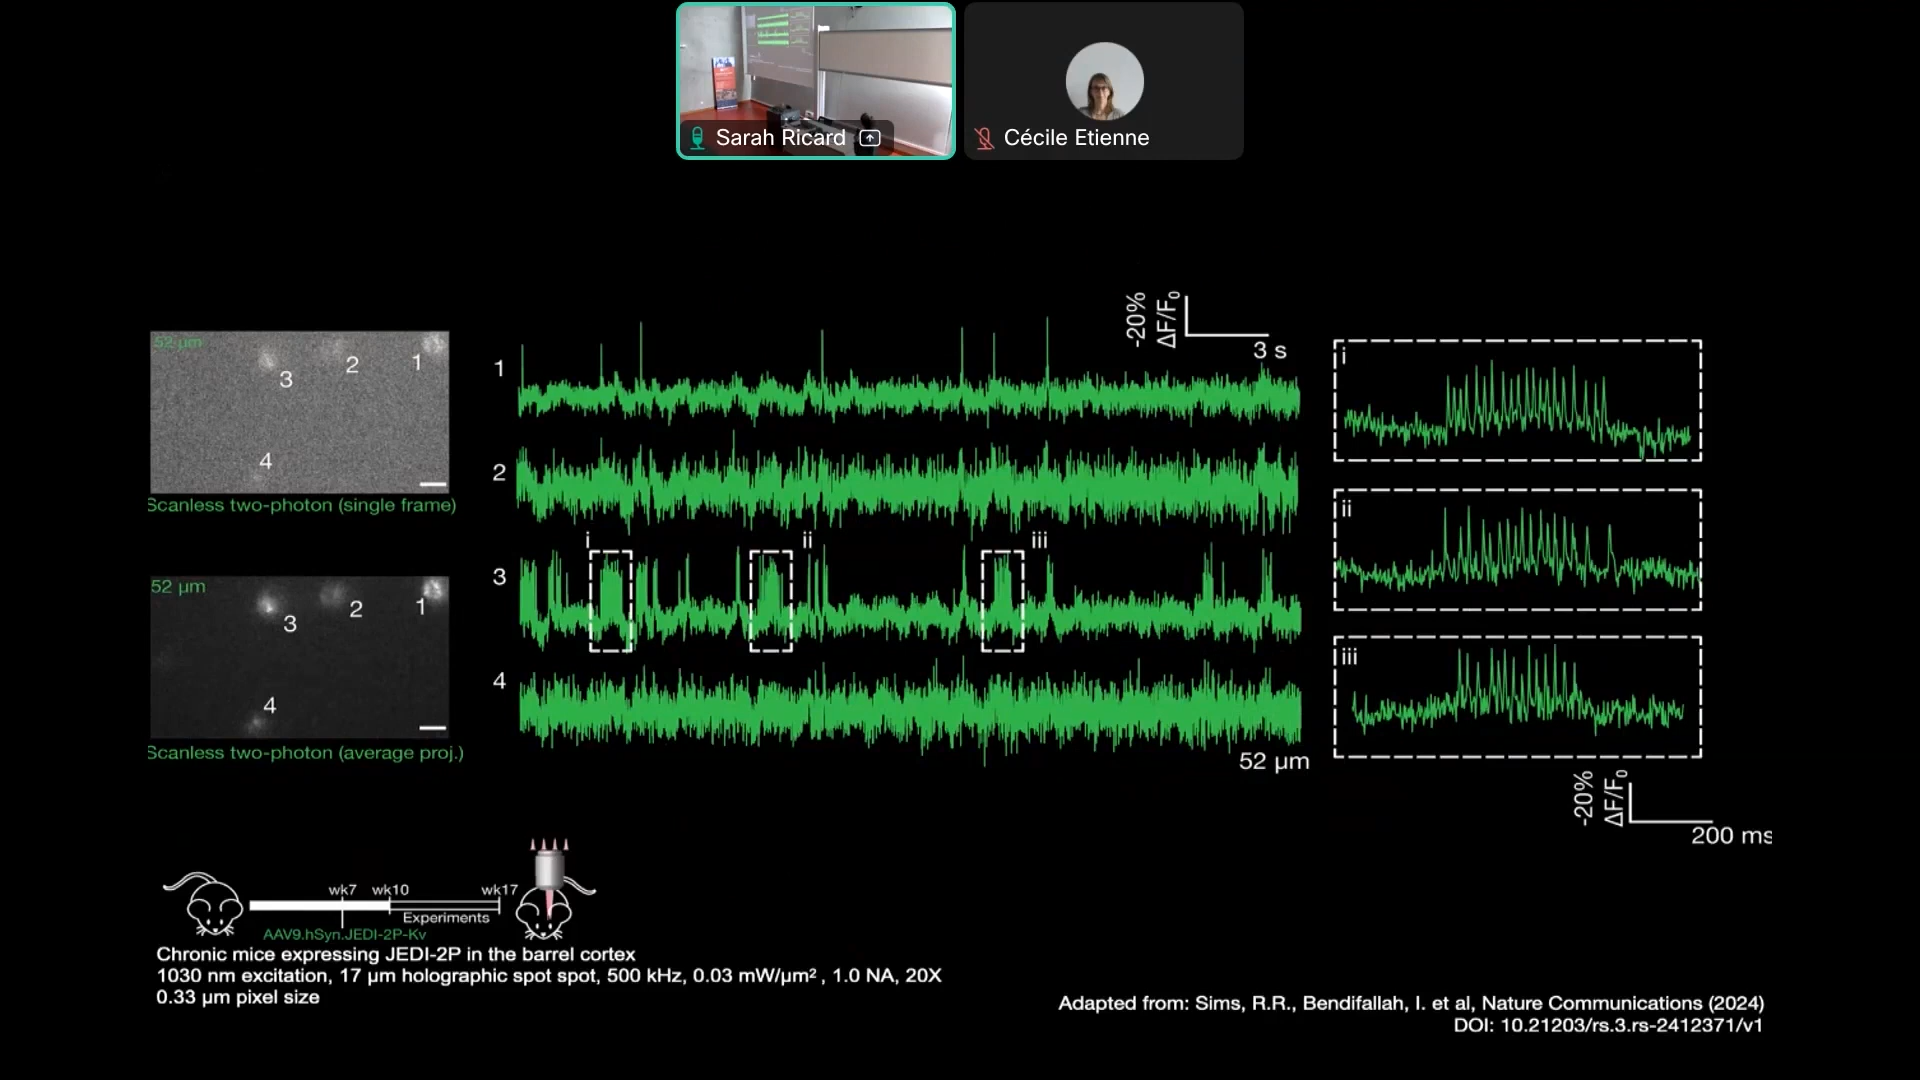 Sarah Ricard
Cécile Etienne
52 µm
1
2
3
4
Scanless two-photon (single frame)
52 µm
1
2
3
4
Scanless two-photon (average proj.)
-20%
ΔF/F0
3 s
1
2
i
ii
iii
3
4
52 µm
i
ii
iii
-20%
ΔF/F0
200 ms
wk7 wk10 wk17
Experiments
AAV9.hSyn.JEDI-2P-Kv
Chronic mice expressing JEDI-2P in the barrel cortex
1030 nm excitation, 17 µm holographic spot spot, 500 kHz, 0.03 mW/µm² , 1.0 NA, 20X
0.33 µm pixel size
Adapted from: Sims, R.R., Bendifallah, I. et al, Nature Communications (2024)
DOI: 10.21203/rs.3.rs-2412371/v1